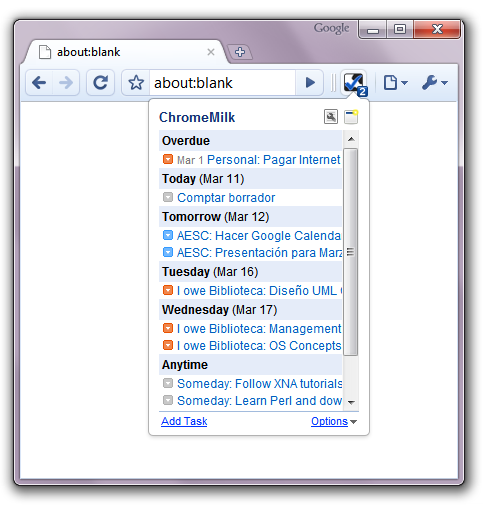 Google
about:blank
about:blank
2
ChromeMilk
Overdue
Mar 1 Personal: Pagar Internet
Today (Mar 11)
Comptar borrador
Tomorrow (Mar 12)
AESC: Hacer Google Calenda
AESC: Presentación para Marz
Tuesday (Mar 16)
I owe Biblioteca: Diseño UML
Wednesday (Mar 17)
I owe Biblioteca: Management
I owe Biblioteca: OS Concepts
Anytime
Someday: Follow XNA tutorials
Someday: Learn Perl and dow
Add Task
Options